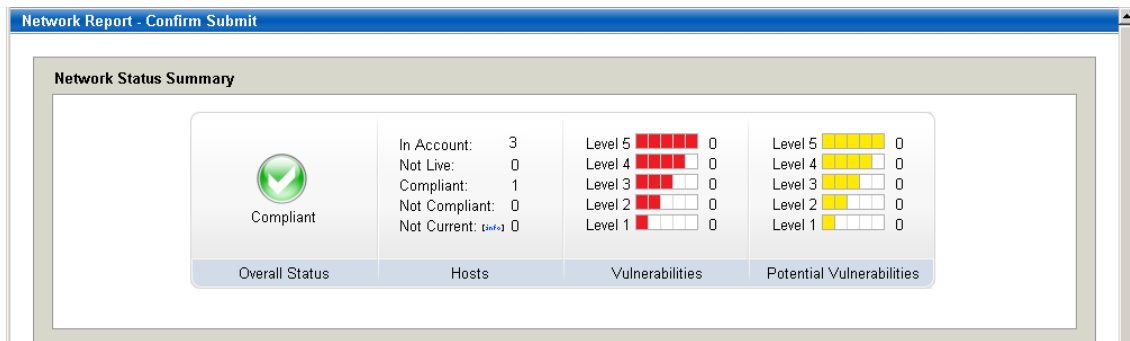 Network Report - Confirm Submit
Network Status Summary
Compliant
Overall Status
In Account: 3
Not Live: 0
Compliant: 1
Not Compliant: 0
Not Current: [info] 0
Hosts
Level 5 0
Level 4 0
Level 3 0
Level 2 0
Level 1 0
Vulnerabilities
Level 5 0
Level 4 0
Level 3 0
Level 2 0
Level 1 0
Potential Vulnerabilities